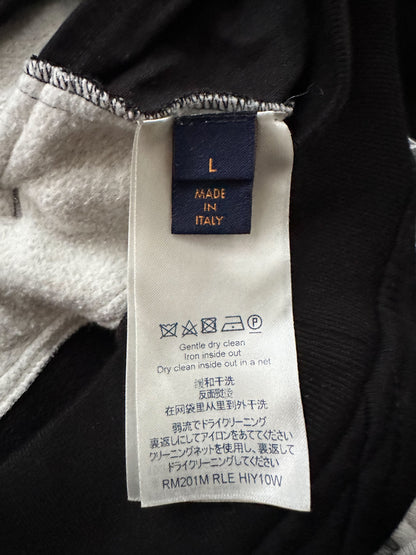 L
MADE
IN
ITALY
Gentle dry clean
Iron inside out
Dry clean inside out in a net
缓和干洗
反面熨烫
在网袋里从里到外干洗
弱流でドライクリーニング
裏返しにしてアイロンをあててください
クリーニングネットを使用し、裏返して
ドライクリーニングしてください
RM201M RLE HIY10W